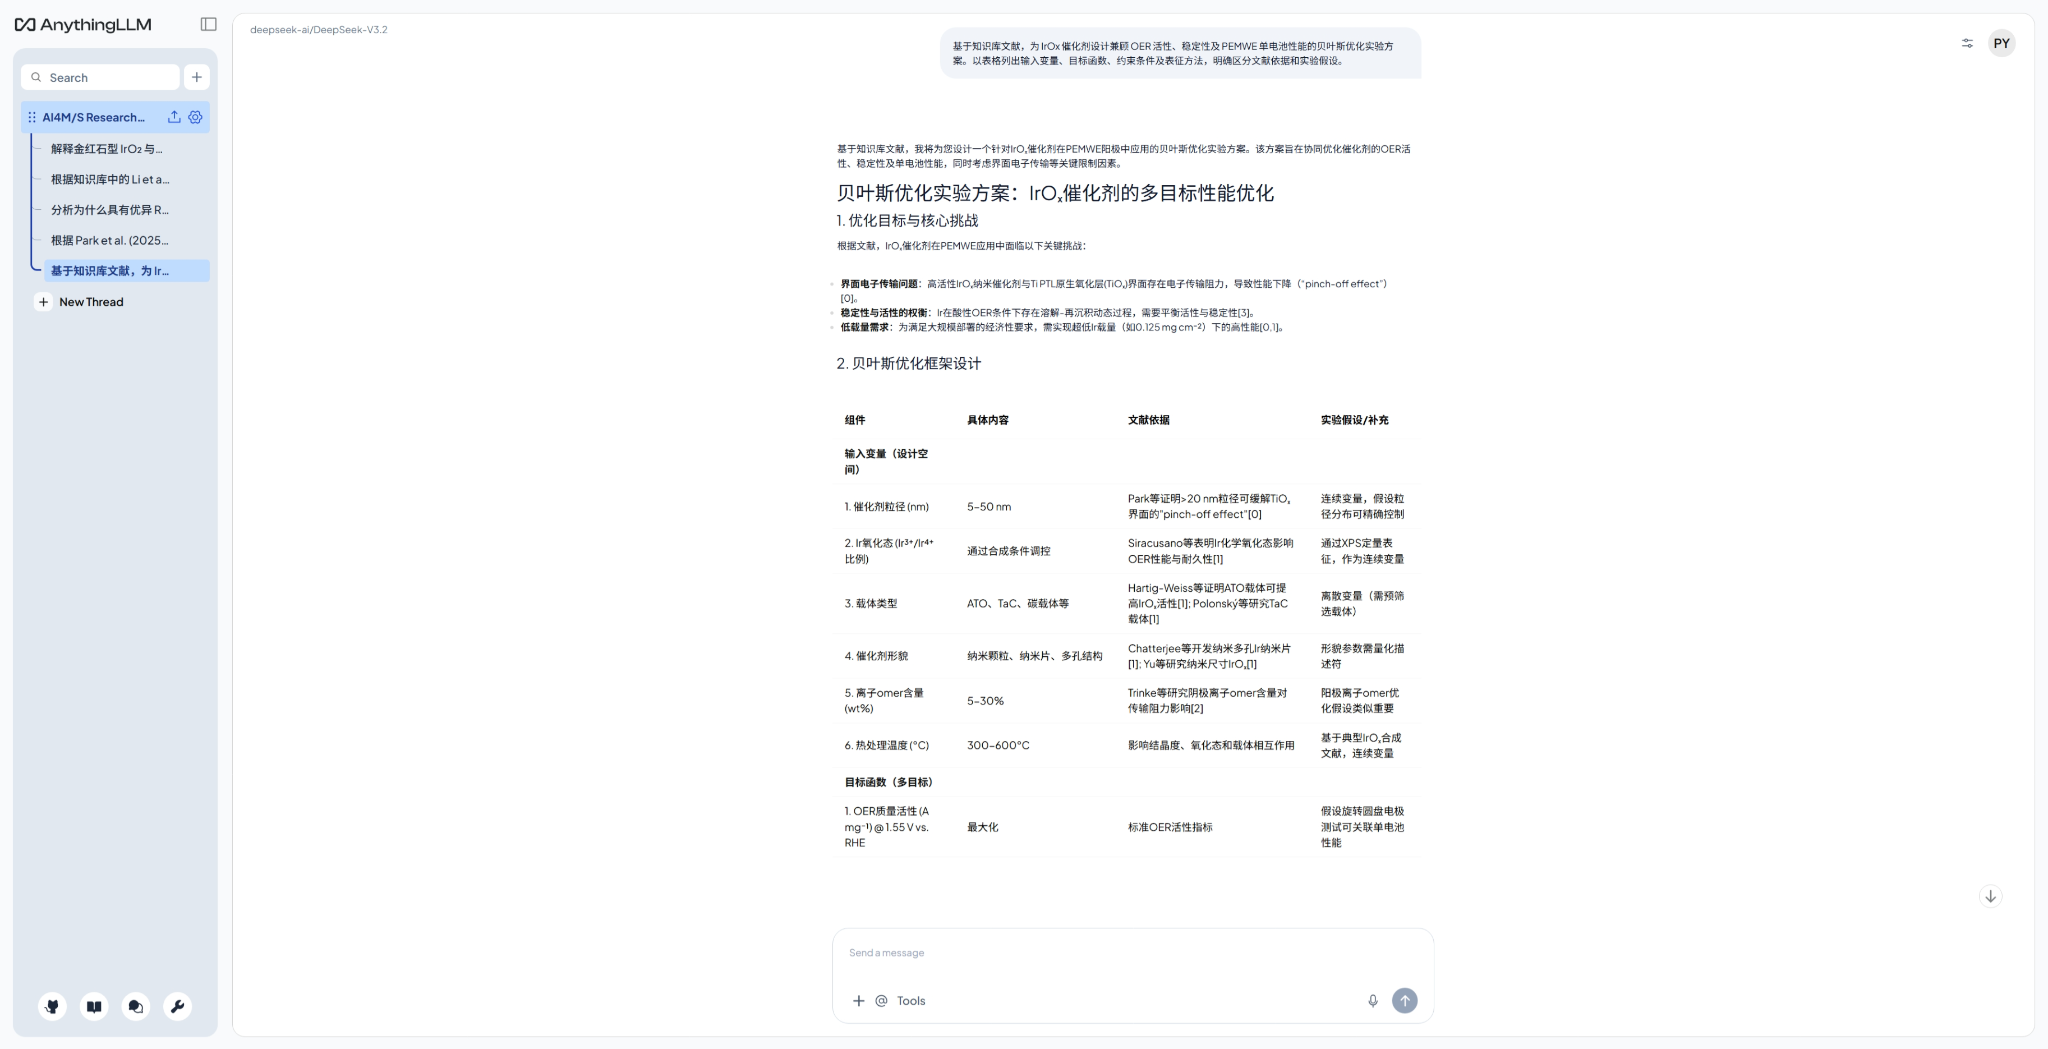 AnythingLLM
Search
AI4M/S Research...
解释金红石型 IrO₂ 与...
根据知识库中的 Li et a...
分析为什么具有优异 R...
根据 Park et al. (2025...
基于知识库文献，为 Ir...
New Thread
deepseek-ai/DeepSeek-V3.2
PY
基于知识库文献，为 IrOx 催化剂设计兼顾 OER 活性、稳定性及 PEMWE 单电池性能的贝叶斯优化实验方
案。以表格列出输入变量、目标函数、约束条件及表征方法，明确区分文献依据和实验假设。
基于知识库文献，我将为您设计一个针对IrOₓ催化剂在PEMWE阳极中应用的贝叶斯优化实验方案。该方案旨在协同优化催化剂的OER活
性、稳定性及单电池性能，同时考虑界面电子传输等关键限制因素。
贝叶斯优化实验方案：IrOₓ催化剂的多目标性能优化
1. 优化目标与核心挑战
根据文献，IrOₓ催化剂在PEMWE应用中面临以下关键挑战：
界面电子传输问题：高活性IrOₓ纳米催化剂与Ti PTL原生氧化层(TiOₓ)界面存在电子传输阻力，导致性能下降（“pinch-off effect”）
[0]。
稳定性与活性的权衡：Ir在酸性OER条件下存在溶解-再沉积动态过程，需要平衡活性与稳定性[3]。
低载量需求：为满足大规模部署的经济性要求，需实现超低Ir载量（如0.125 mg cm⁻²）下的高性能[0,1]。
2. 贝叶斯优化框架设计
组件 具体内容 文献依据 实验假设/补充
输入变量（设计空
间）
1. 催化剂粒径 (nm)
5–50 nm
Park等证明>20 nm粒径可缓解TiOₓ
界面的“pinch-off effect”[0]
连续变量，假设粒
径分布可精确控制
2. Ir氧化态 (Ir³⁺/Ir⁴⁺
比例)
通过合成条件调控
Siracusano等表明Ir化学氧化态影响
OER性能与耐久性[1]
通过XPS定量表
征，作为连续变量
3. 载体类型
ATO、TaC、碳载体等
Hartig-Weiss等证明ATO载体可提
高IrOₓ活性[1]; Polonský等研究TaC
载体[1]
离散变量（需预筛
选载体）
4. 催化剂形貌
纳米颗粒、纳米片、多孔结构
Chatterjee等开发纳米多孔Ir纳米片
[1]; Yu等研究纳米尺寸IrOₓ[1]
形貌参数需量化描
述符
5. 离子omer含量
(wt%)
5–30%
Trinke等研究阴极离子omer含量对
传输阻力影响[2]
阳极离子omer优
化假设类似重要
6. 热处理温度 (°C)
300–600°C
影响结晶度、氧化态和载体相互作用
基于典型IrOₓ合成
文献，连续变量
目标函数（多目标）
1. OER质量活性 (A
mg⁻¹) @ 1.55 V vs.
RHE
最大化
标准OER活性指标
假设旋转圆盘电极
测试可关联单电池
性能
Send a message
Tools